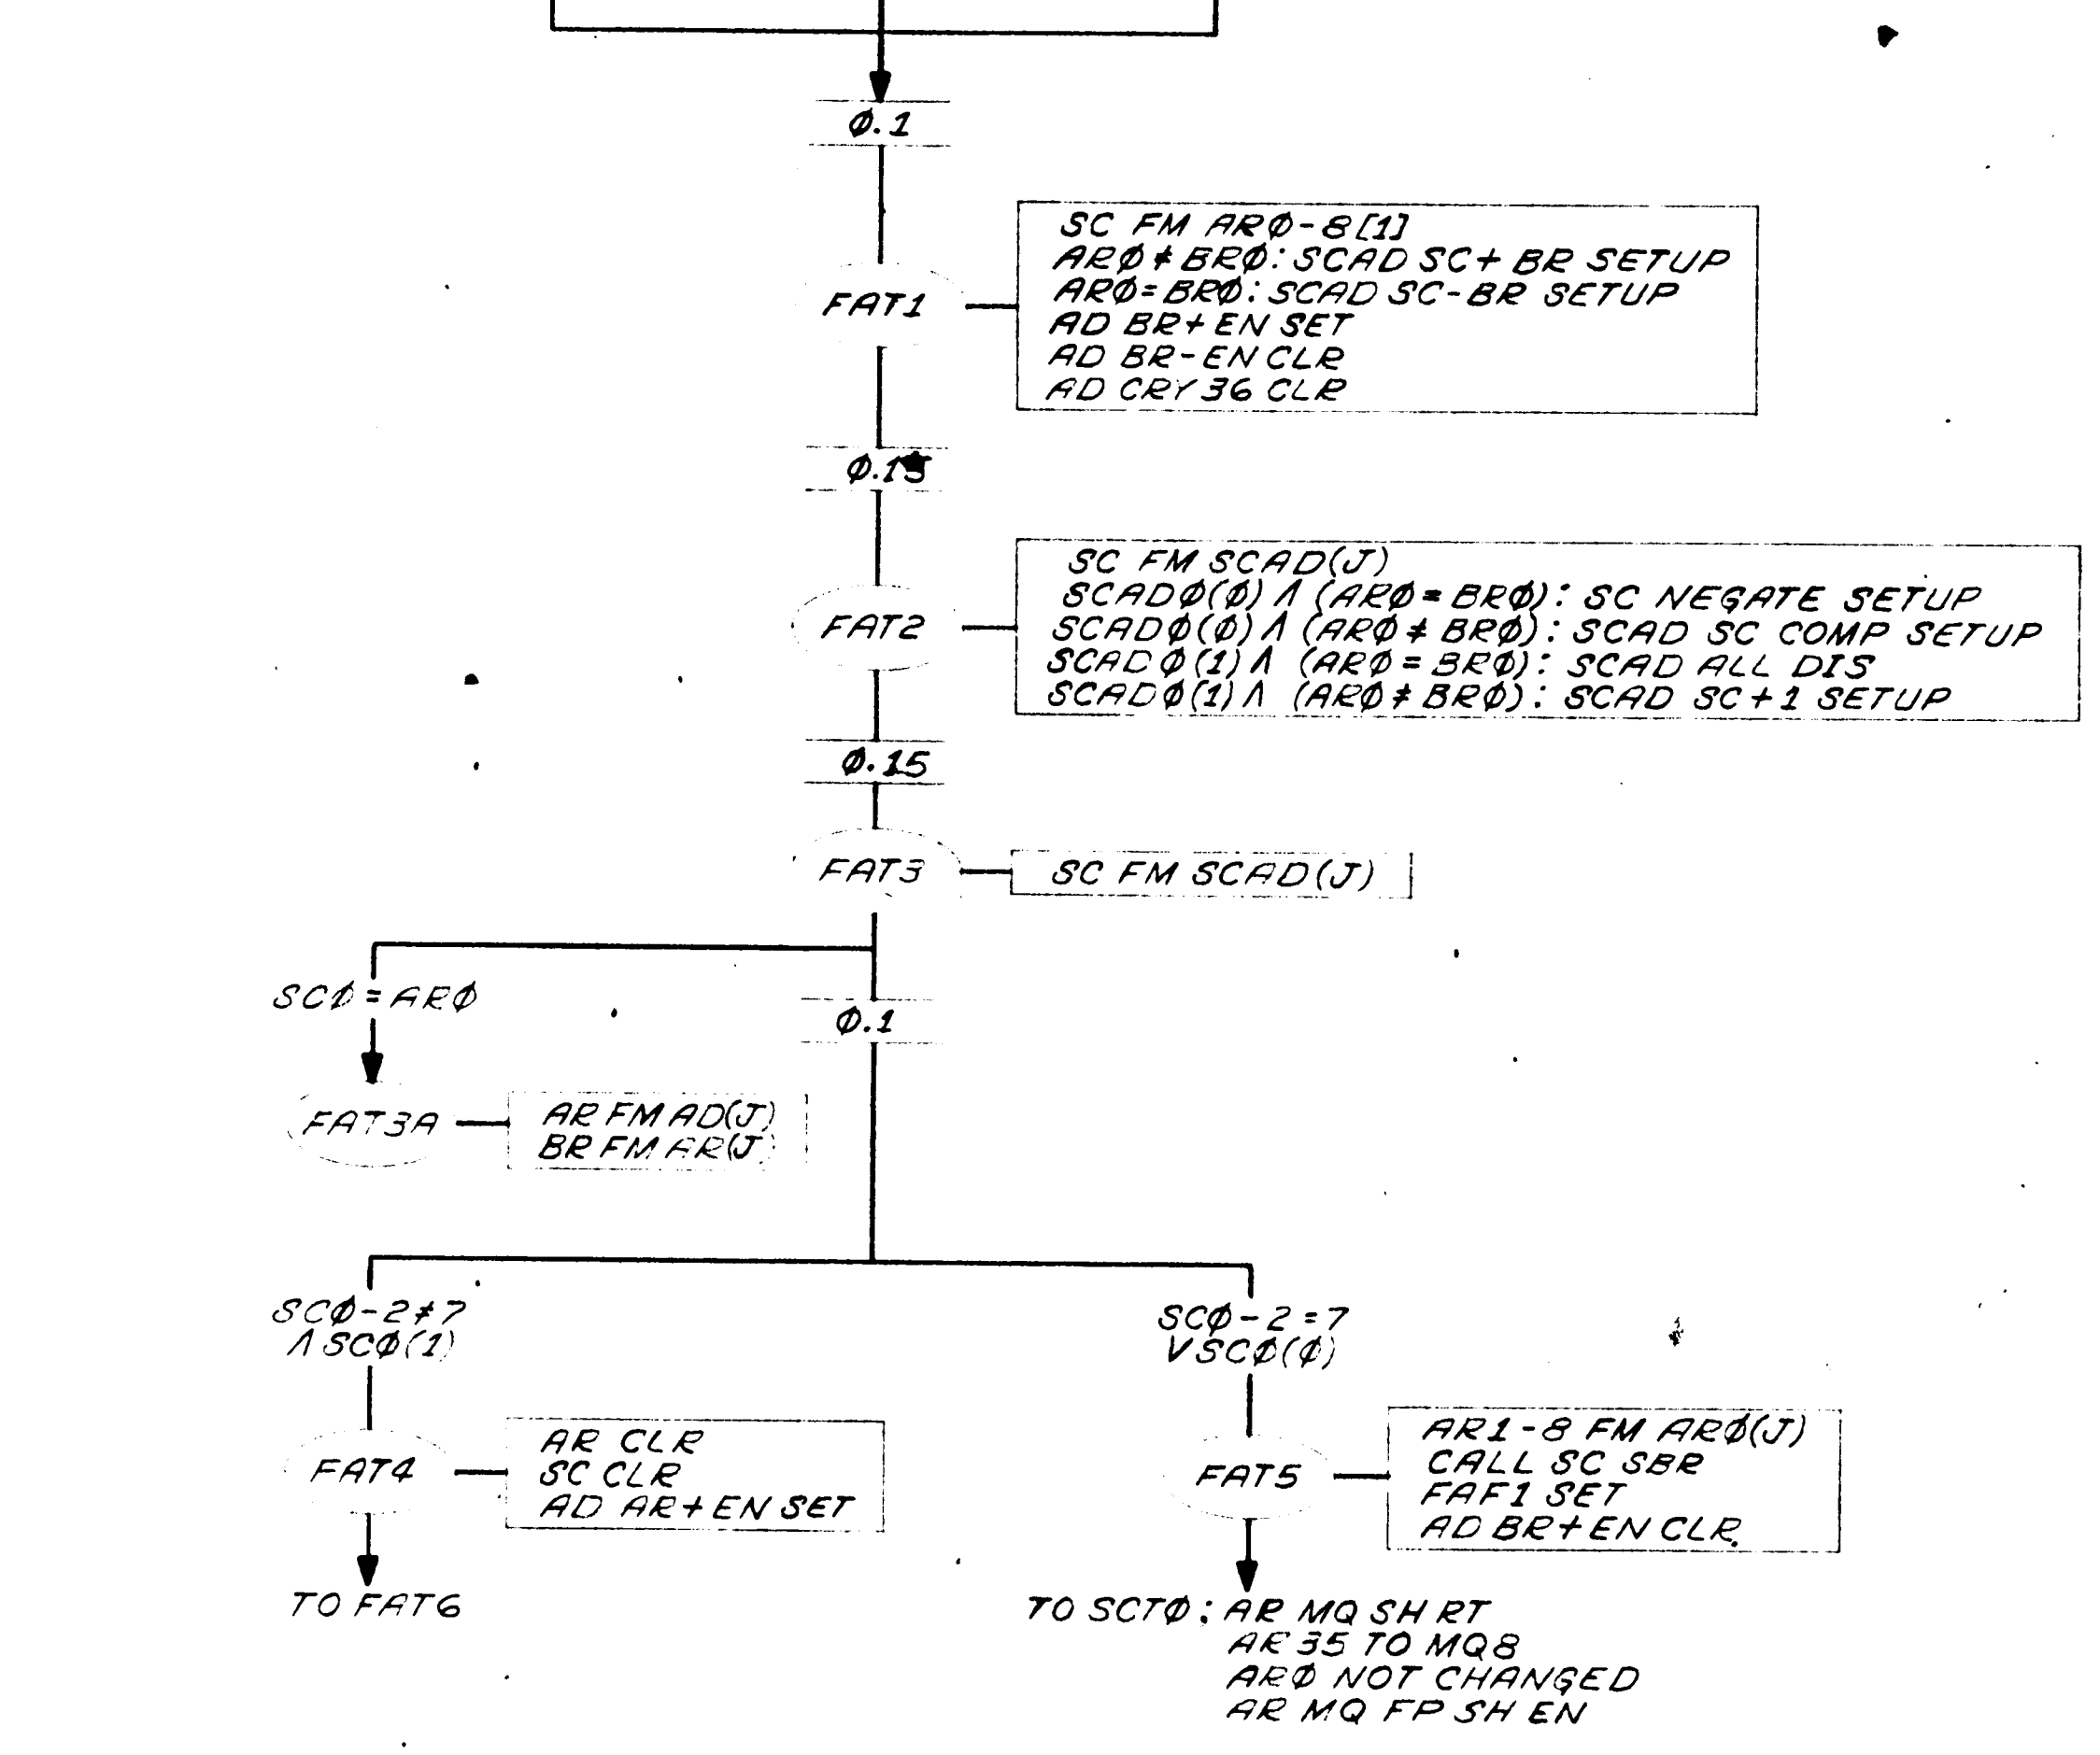 Ø.1
SC FM ARØ-8[1]
ARØ≠BRØ: SCAD SC+BR SETUP
ARØ=BRØ: SCAD SC-BR SETUP
AD BR+ EN SET
AD BR-EN CLR
AD CRY 36 CLR
FAT1
Ø.15
SC FM SCAD(J)
SCADØ(Ø) Λ (ARØ=BRØ): SC NEGATE SETUP
SCADØ(Ø) Λ (ARØ≠BRØ): SCAD SC COMP SETUP
SCADØ(1) Λ (ARØ=BRØ): SCAD ALL DIS
SCADØ(1) Λ (ARØ≠BRØ): SCAD SC+1 SETUP
FAT2
Ø.15
FAT3
SC FM SCAD(J)
SCØ=ARØ
Ø.1
FAT3A
AR FM AD(J)
BR FM AR(J)
SCØ-2≠7
Λ SCØ(1)
SCØ-2=7
V SCØ(Ø)
FAT4
AR CLR
SC CLR
AD AR+ EN SET
FAT5
AR1-8 FM ARØ(J)
CALL SC SBR
FAF1 SET
AD BR+ EN CLR
TO FAT6
TO SCTØ: AR MQ SH RT
AR 35 TO MQ8
ARØ NOT CHANGED
AR MQ FP SH EN